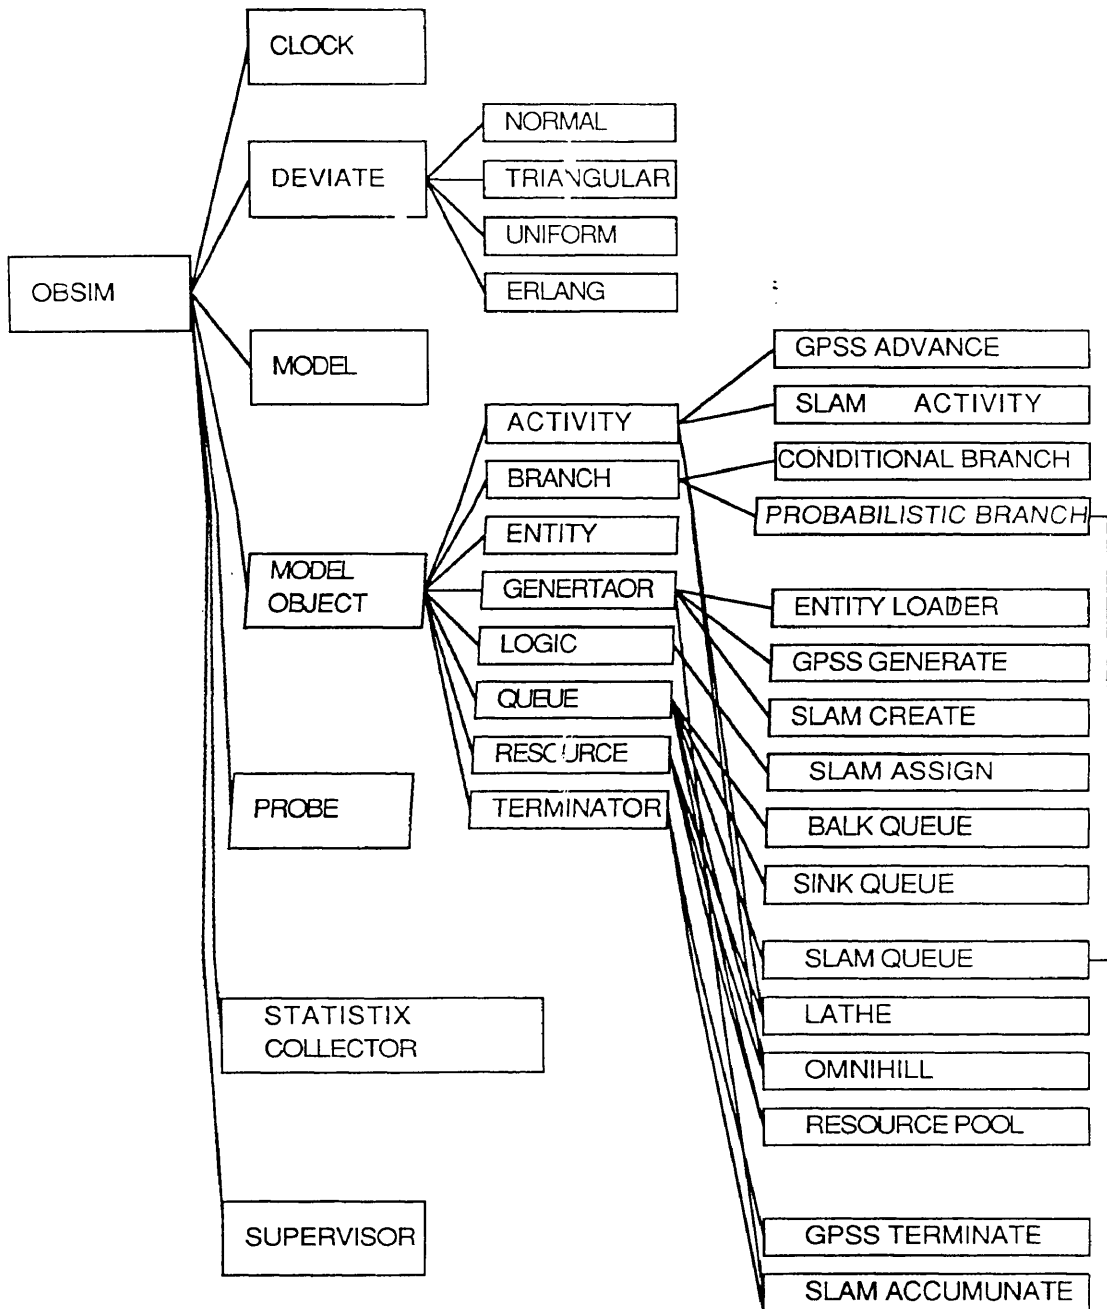 CLOCK
NORMAL
DEVIATE
TRIANGULAR
UNIFORM
OBSIM
ERLANG
MODEL
GPSS ADVANCE
SLAM ACTIVITY
ACTIVITY
CONDITIONAL BRANCH
BRANCH
PROBABILISTIC BRANCH
ENTITY
MODEL
OBJECT
GENERTAOR
ENTITY LOADER
LOGIC
GPSS GENERATE
QUEUE
SLAM CREATE
RESOURCE
SLAM ASSIGN
TERMINATOR
PROBE
BALK QUEUE
SINK QUEUE
SLAM QUEUE
STATISTIX
COLLECTOR
LATHE
OMNIHILL
RESOURCE POOL
SUPERVISOR
GPSS TERMINATE
SLAM ACCUMUNATE